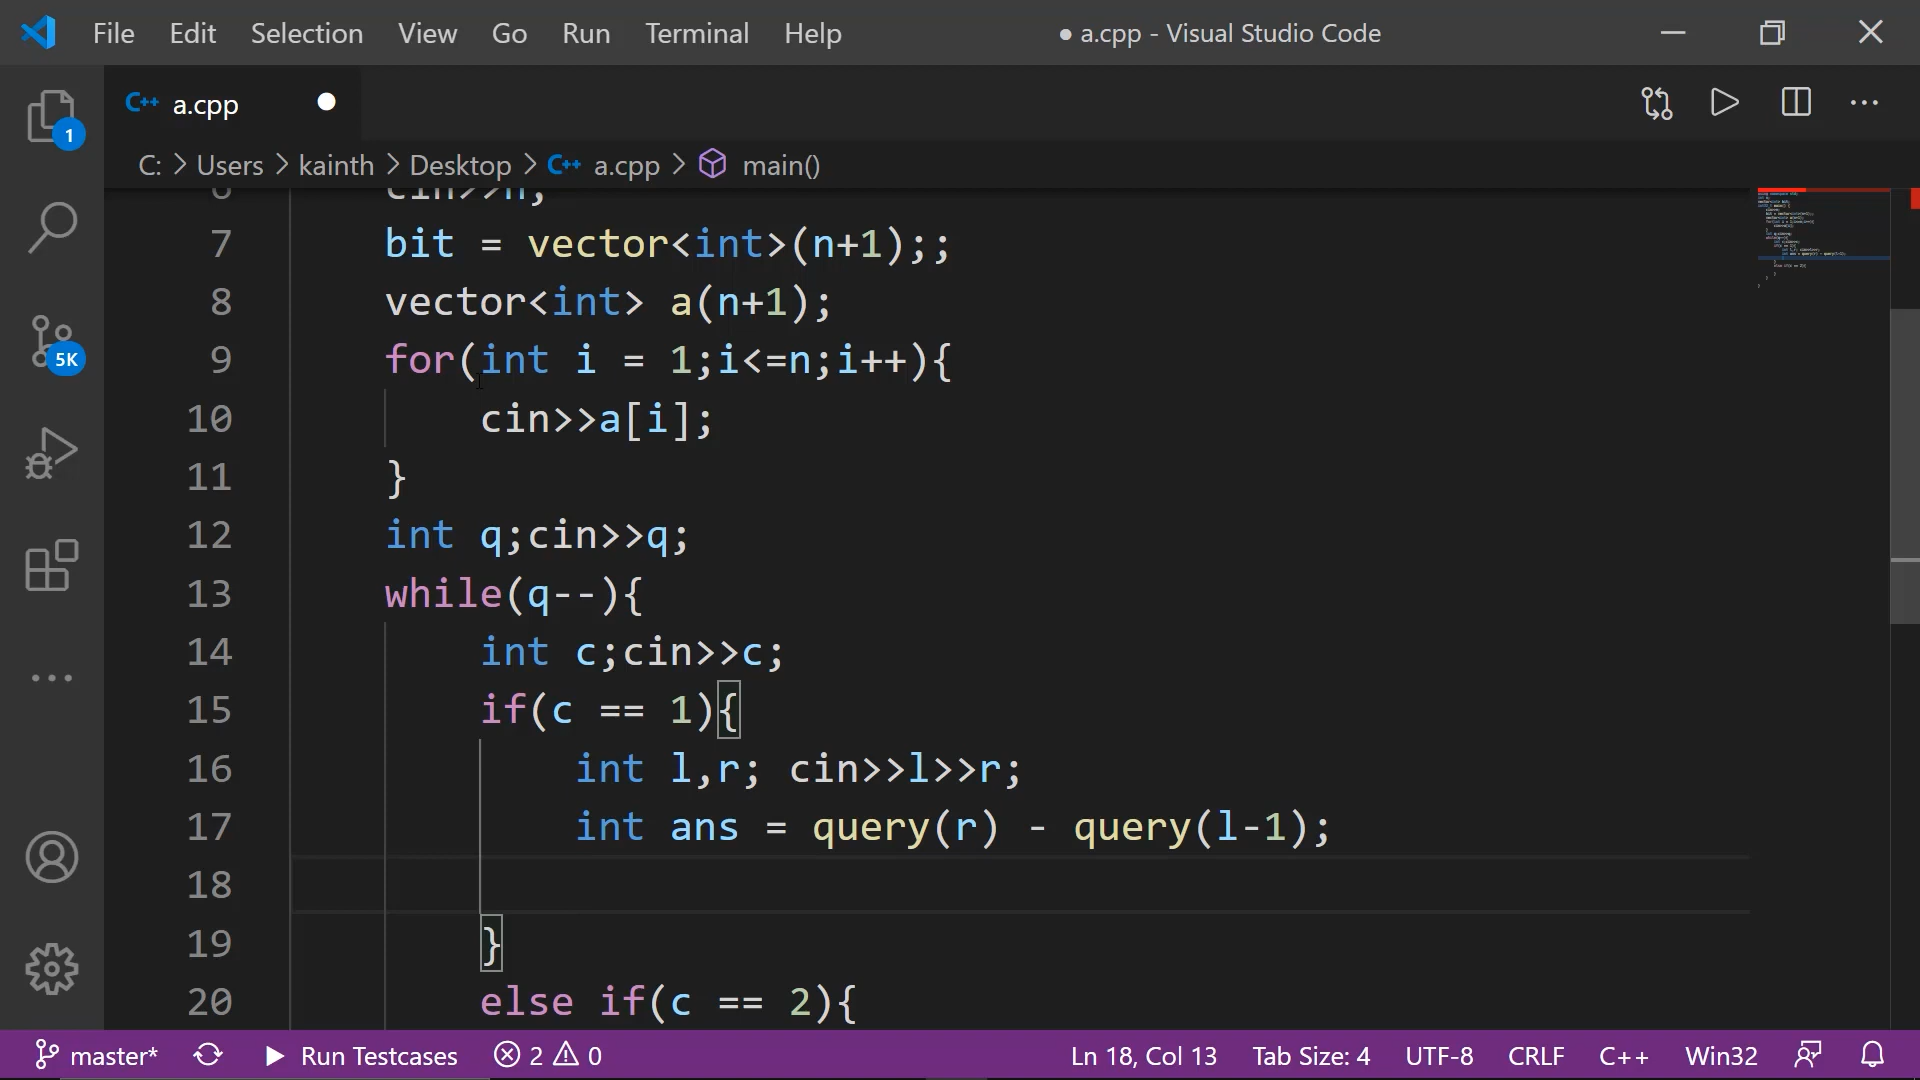 File Edit Selection View Go Run Terminal Help ● a.cpp - Visual Studio Code
C++ a.cpp ●
1
C: > Users > kainth > Desktop > C++ a.cpp > main()
6 cin>>n;
7 bit = vector<int>(n+1);;
8 vector<int> a(n+1);
9 for(int i = 1;i<=n;i++){
5K
10 cin>>a[i];
11 }
12 int q;cin>>q;
13 while(q--){
14 int c;cin>>c;
15 if(c == 1){
16 int l,r; cin>>l>>r;
17 int ans = query(r) - query(l-1);
18
19 }
20 else if(c == 2){
master* Run Testcases 2 0 Ln 18, Col 13 Tab Size: 4 UTF-8 CRLF C++ Win32